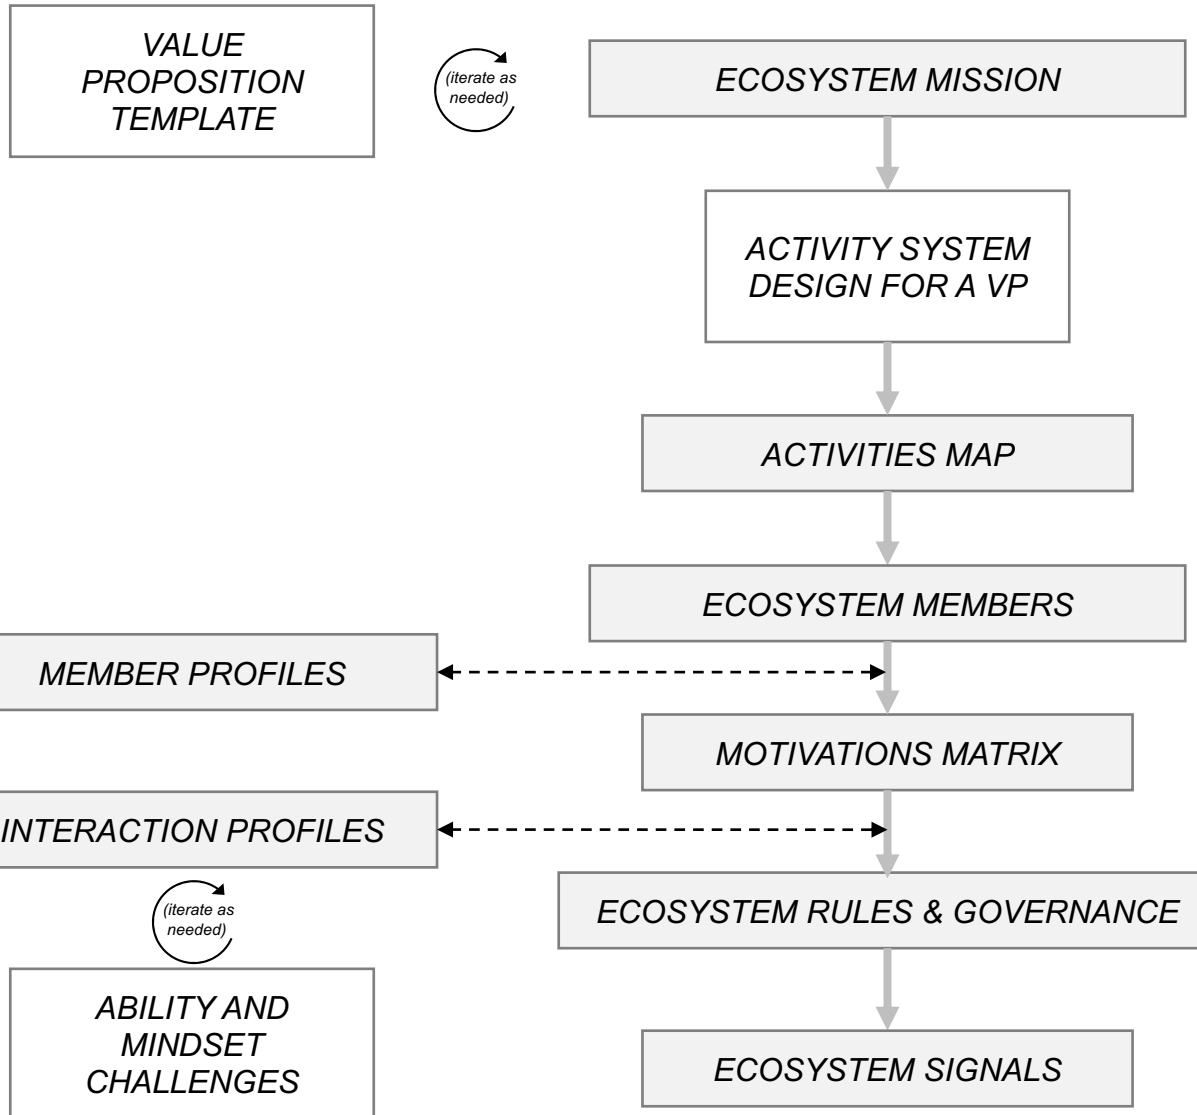 VALUE
PROPOSITION
TEMPLATE
(iterate as
needed)
ECOSYSTEM MISSION
ACTIVITY SYSTEM
DESIGN FOR A VP
ACTIVITIES MAP
ECOSYSTEM MEMBERS
MEMBER PROFILES
MOTIVATIONS MATRIX
INTERACTION PROFILES
ECOSYSTEM RULES & GOVERNANCE
(iterate as
needed)
ABILITY AND
MINDSET
CHALLENGES
ECOSYSTEM SIGNALS